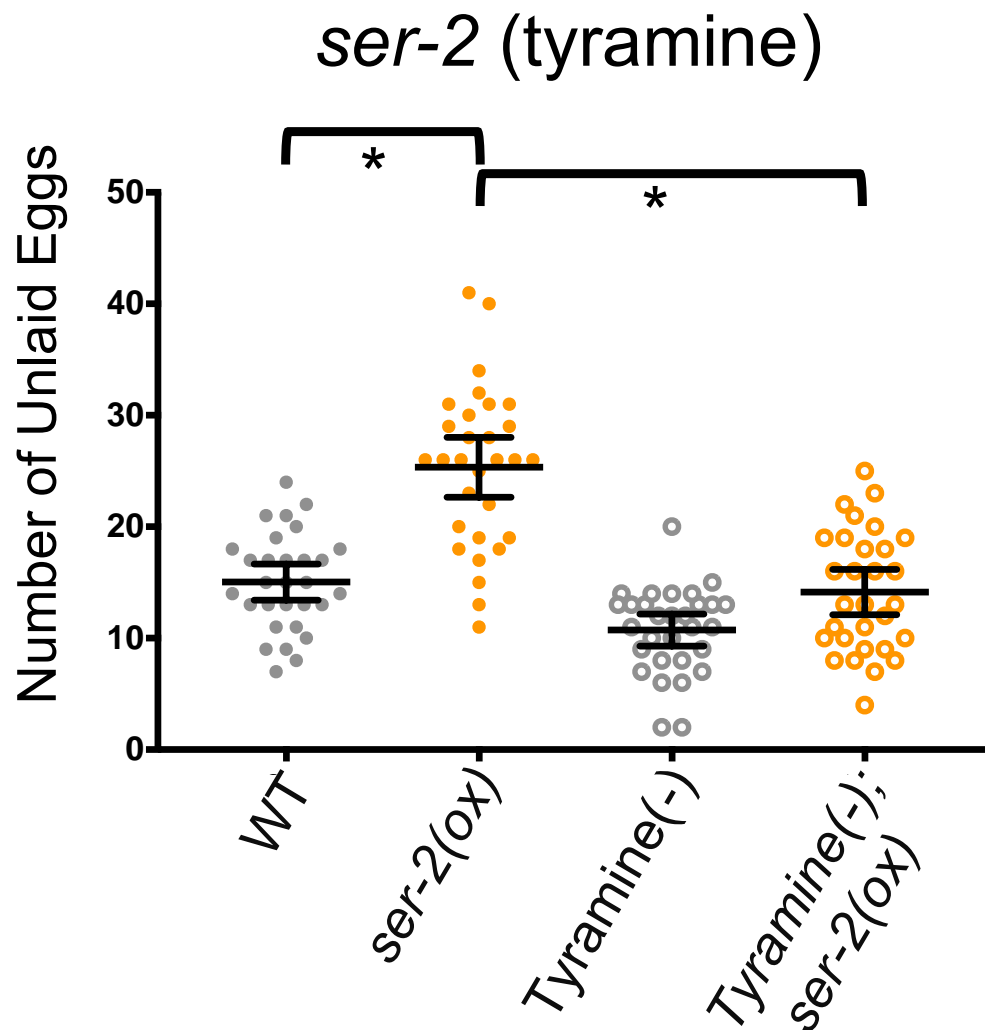 ser-2 (tyramine)
*
*
Number of Unlaid Eggs
50
40
30
20
10
0
WT
ser-2(ox)
Tyramine(-)
Tyramine(-);
ser-2(ox)